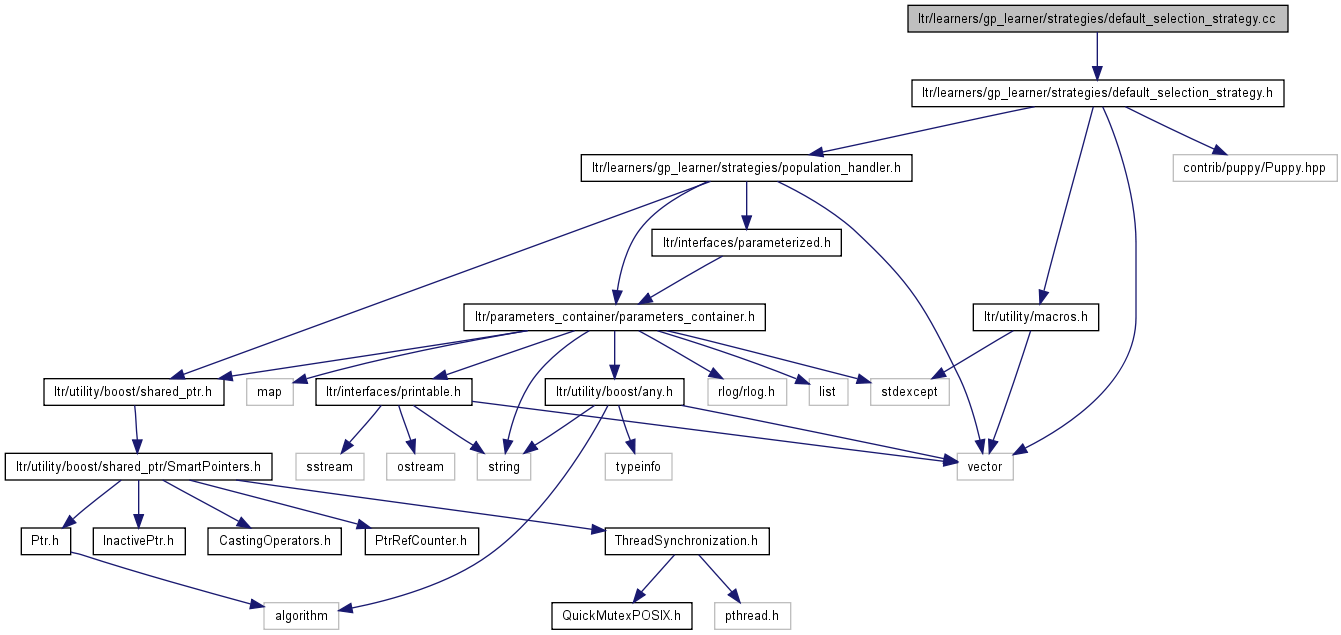 ltr/learners/gp_learner/strategies/default_selection_strategy.cc
ltr/learners/gp_learner/strategies/default_selection_strategy.h
ltr/learners/gp_learner/strategies/population_handler.h
contrib/puppy/Puppy.hpp
ltr/interfaces/parameterized.h
ltr/parameters_container/parameters_container.h
ltr/utility/macros.h
ltr/utility/boost/shared_ptr.h
map
ltr/interfaces/printable.h
ltr/utility/boost/any.h
rlog/rlog.h
list
stdexcept
ltr/utility/boost/shared_ptr/SmartPointers.h
sstream
ostream
string
typeinfo
vector
Ptr.h
InactivePtr.h
CastingOperators.h
PtrRefCounter.h
ThreadSynchronization.h
algorithm
QuickMutexPOSIX.h
pthread.h